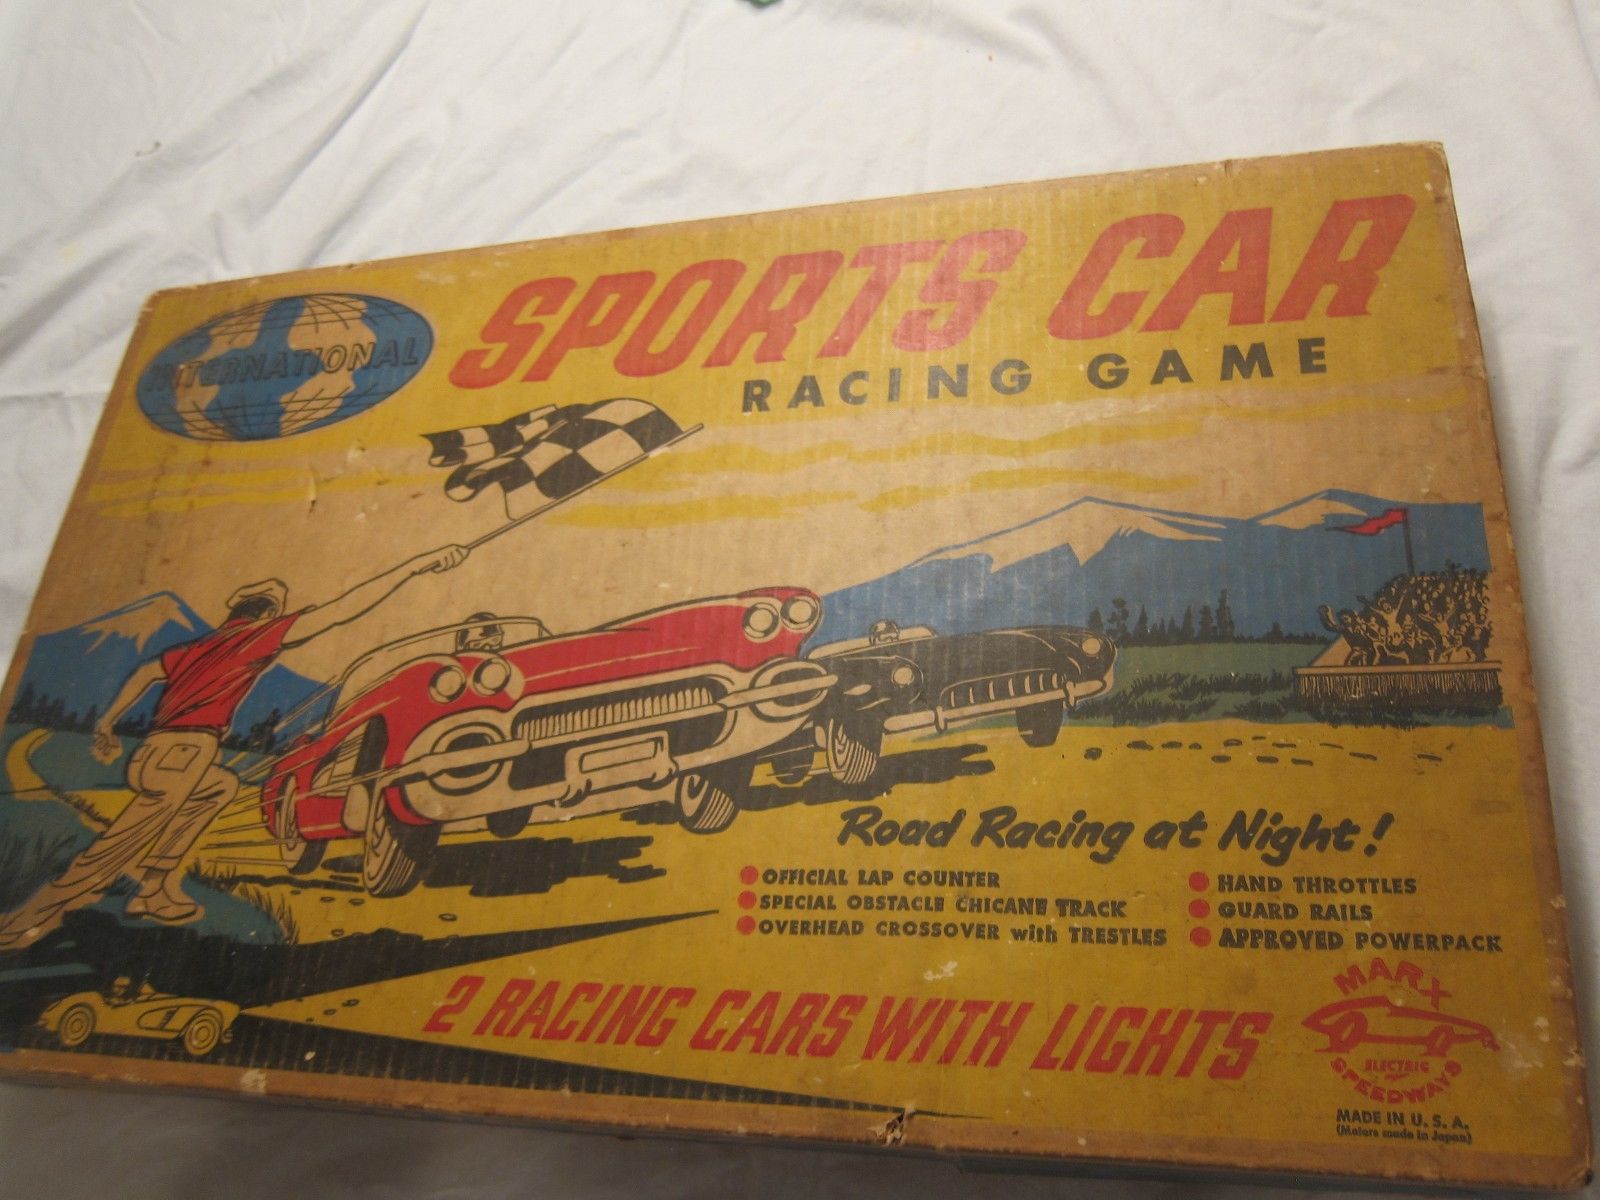 INTERNATIONAL
SPORTS CAR
RACING GAME
Road Racing at Night!
OFFICIAL LAP COUNTER
SPECIAL OBSTACLE CHICANE TRACK
OVERHEAD CROSSOVER with TRESTLES
HAND THROTTLES
GUARD RAILS
APPROVED POWERPACK
2 RACING CARS WITH LIGHTS
1
MARX
ELECTRIC
SPEEDWAYS
MADE IN U. S. A.
(Motors made in Japan)